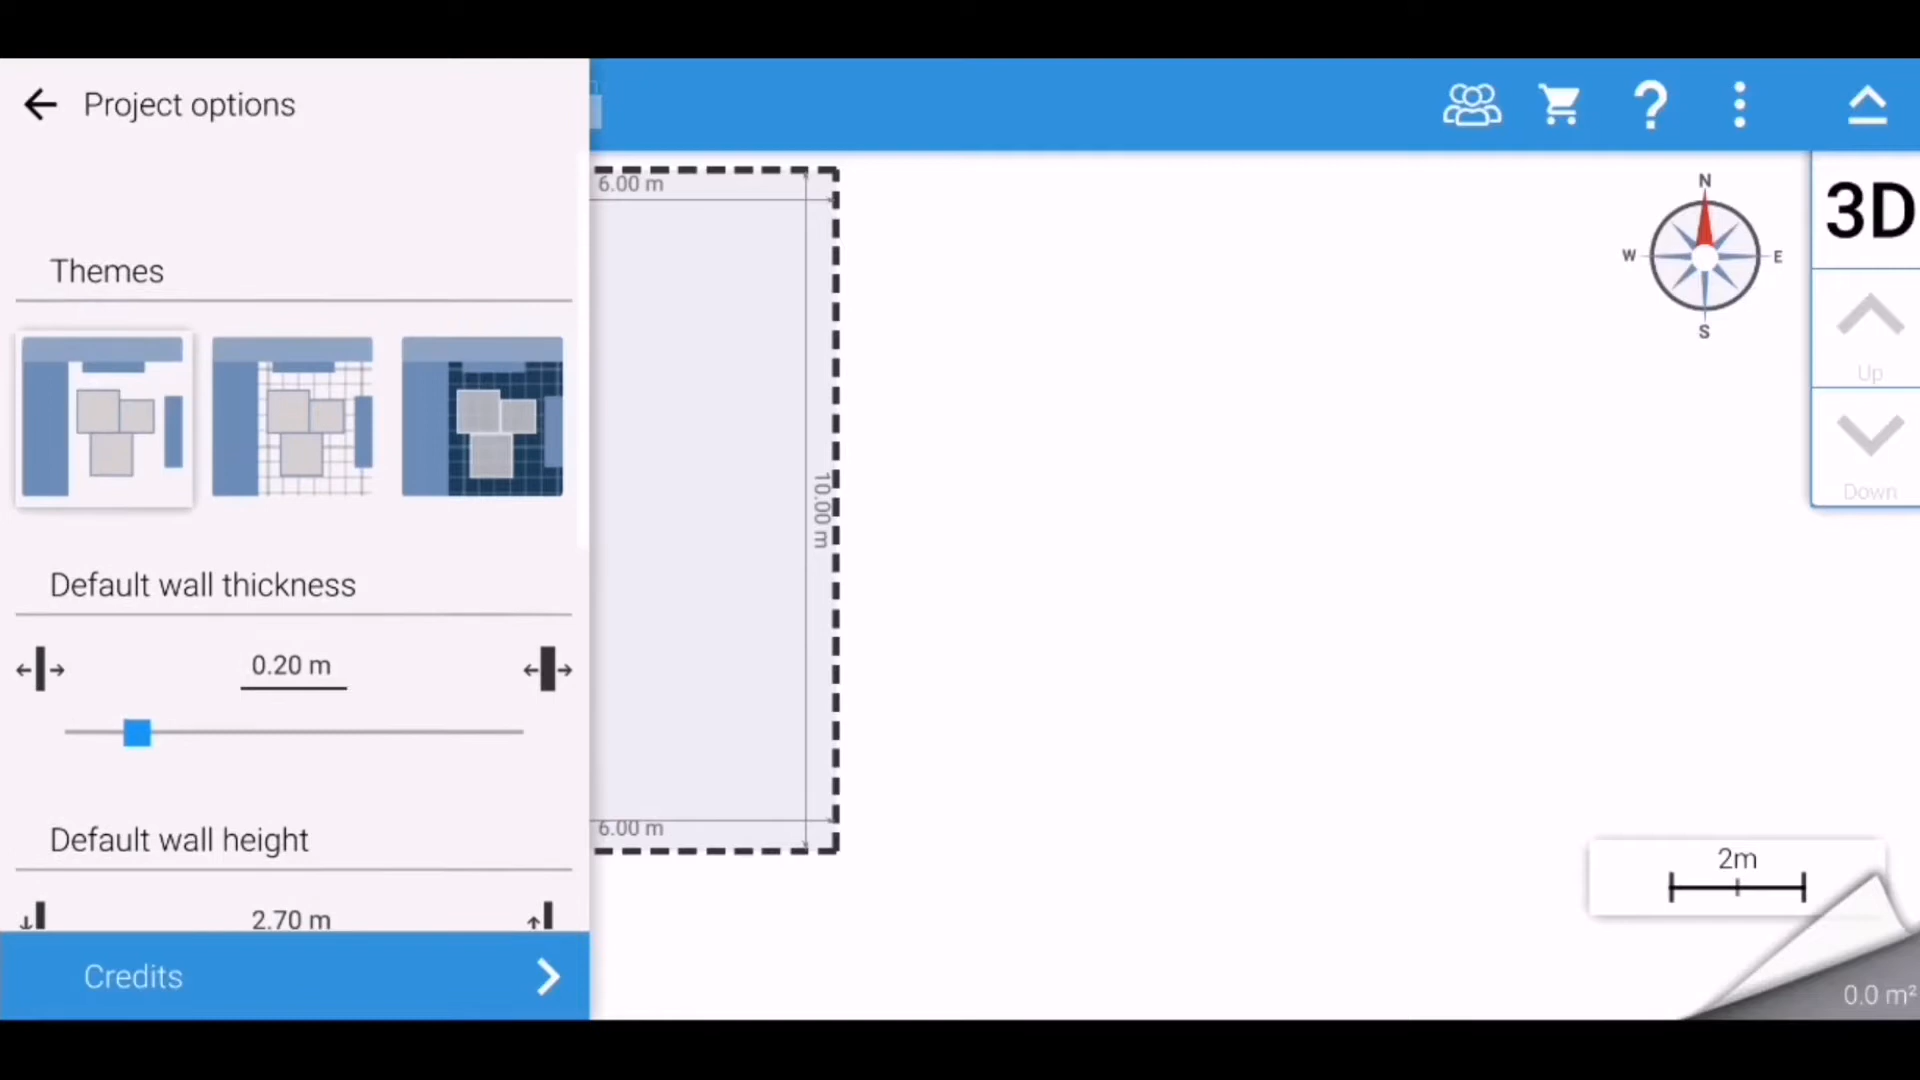 Project options
Themes
Default wall thickness
0.20 m
Default wall height
2.70 m
Credits
6.00 m
10.00 m
6.00 m
N
W
E
S
3D
Up
Down
2m
0.0 m²